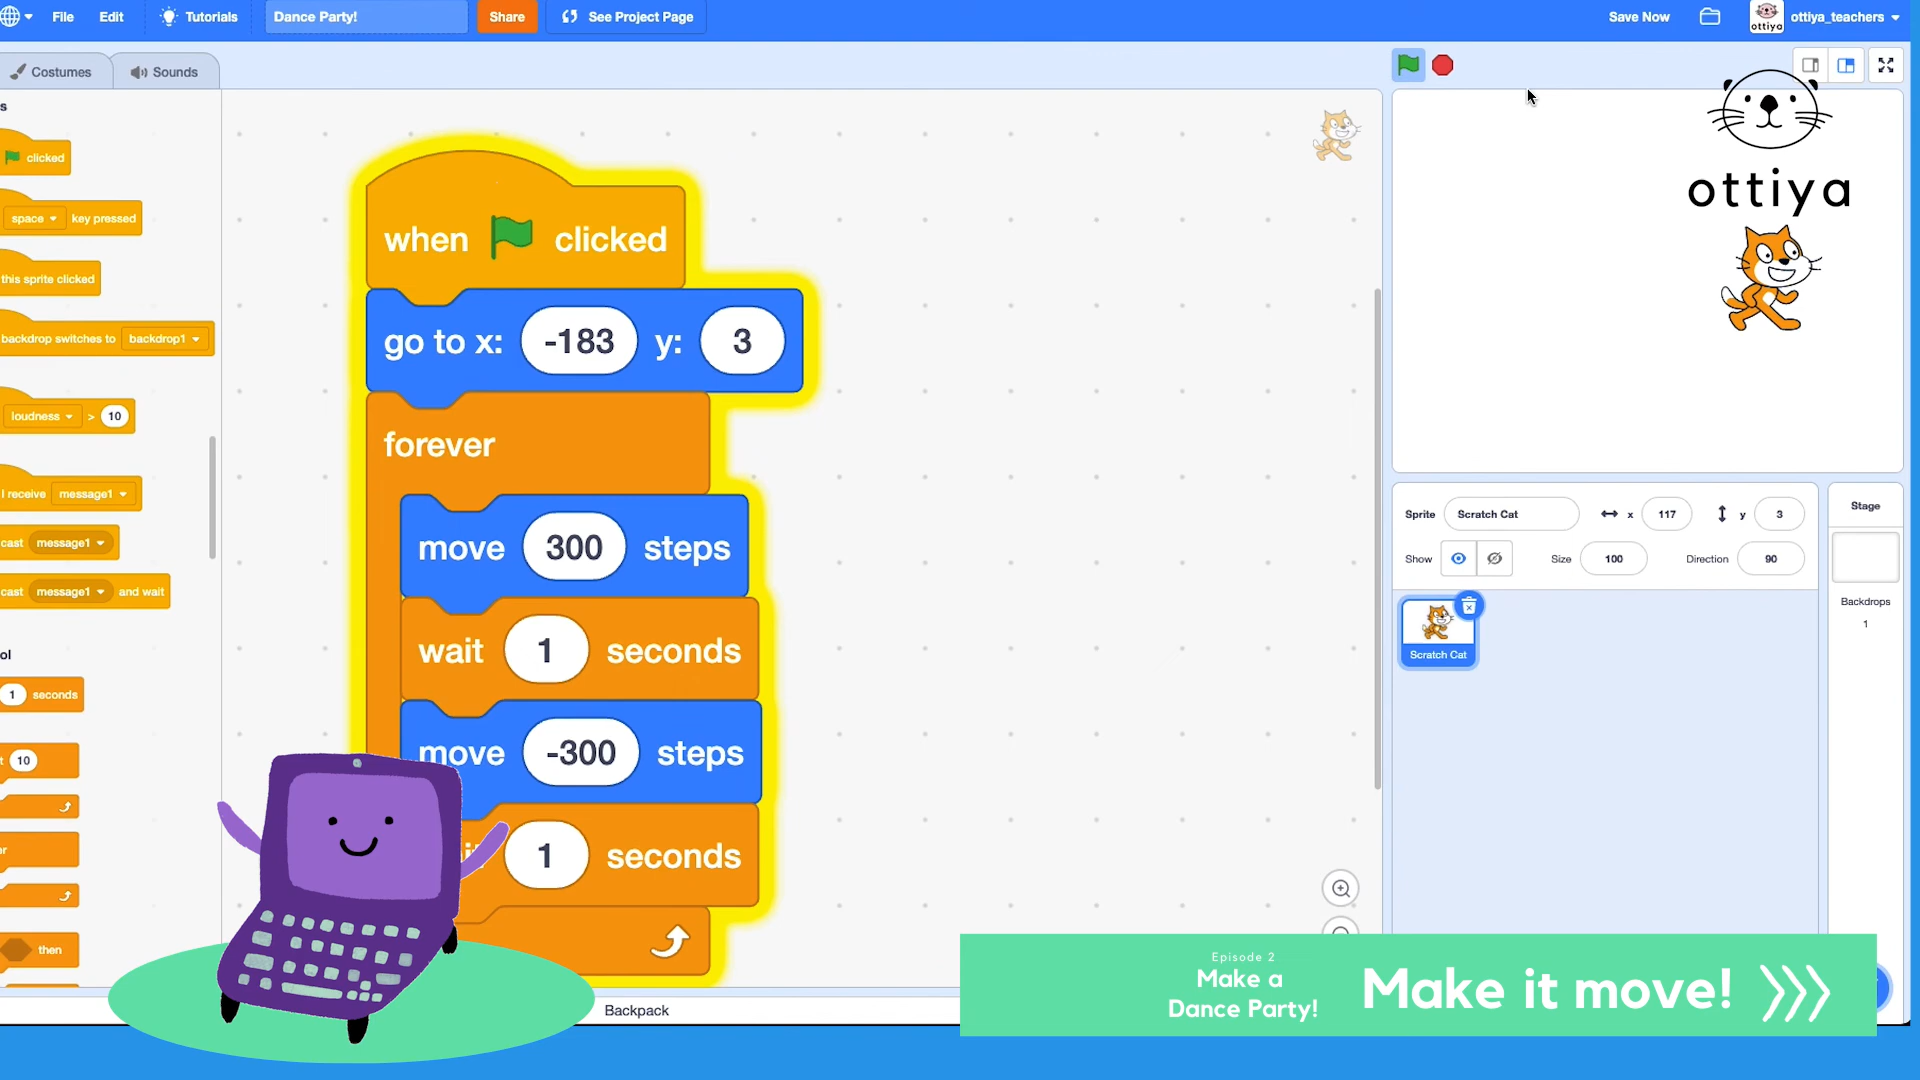 File Edit Tutorials Dance Party! Share See Project Page Save Now ottiya ottiya_teachers
Costumes Sounds
s
clicked
space key pressed
this sprite clicked
backdrop switches to backdrop1
loudness > 10
I receive message1
cast message1
cast message1 and wait
ol
1 seconds
10
then
when clicked
go to x: -183 y: 3
forever
move 300 steps
wait 1 seconds
move -300 steps
1 seconds
Backpack
ottiya
Sprite Scratch Cat x 117 y 3
Show Size 100 Direction 90
Scratch Cat
Stage
Backdrops
1
Episode 2
Make a
Dance Party!
Make it move!